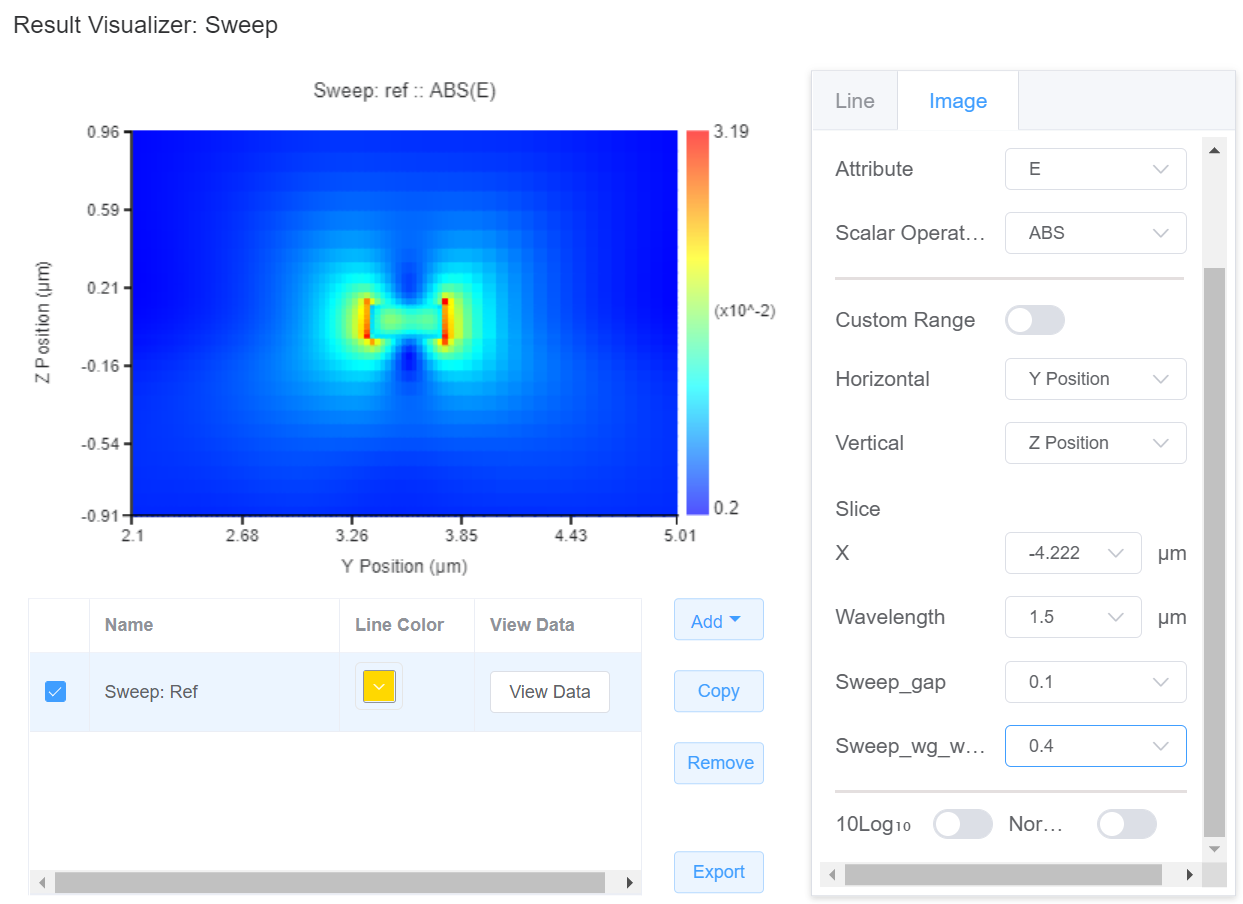 Result Visualizer: Sweep
Sweep: ref :: ABS(E)
0.96
0.59
0.21
-0.16
-0.54
-0.91
Z Position (µm)
2.1
2.68
3.26
3.85
4.43
5.01
Y Position (µm)
3.19
(x10^-2)
0.2
Name
Line Color
View Data
Sweep: Ref
View Data
Add
Copy
Remove
Export
Line
Image
Attribute
E
Scalar Operat...
ABS
Custom Range
Horizontal
Y Position
Vertical
Z Position
Slice
X
-4.222
µm
Wavelength
1.5
µm
Sweep_gap
0.1
Sweep_wg_w...
0.4
10Log₁₀
Nor...